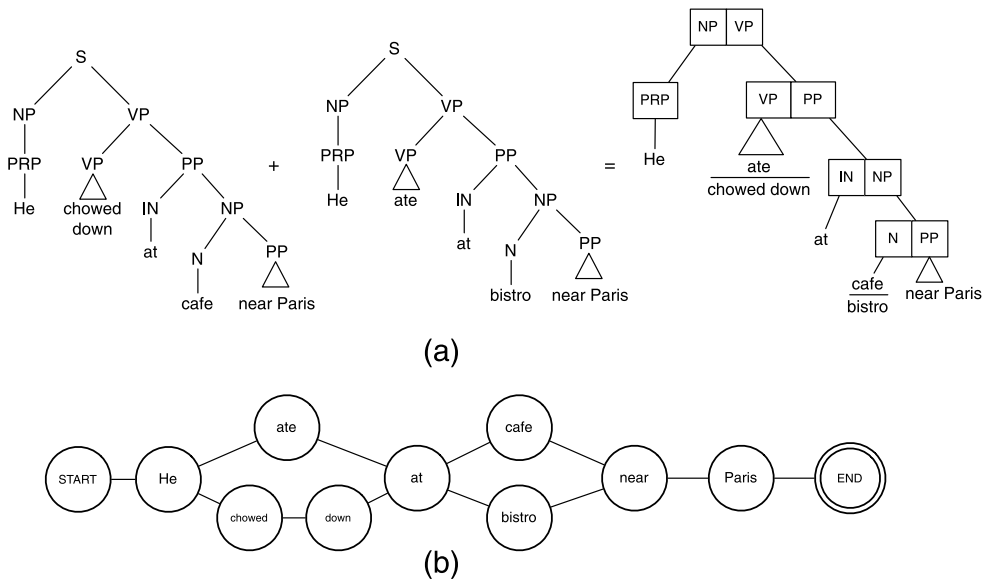 S
NP VP
PRP VP PP
He chowed down IN NP
at N PP
cafe near Paris
+
S
NP VP
PRP VP PP
He ate IN NP
at N PP
bistro near Paris
=
NP VP
PRP VP PP
He ate
chowed down
IN NP
at N PP
cafe near Paris
bistro
(a)
ate cafe
START He at near Paris END
chowed down bistro
(b)